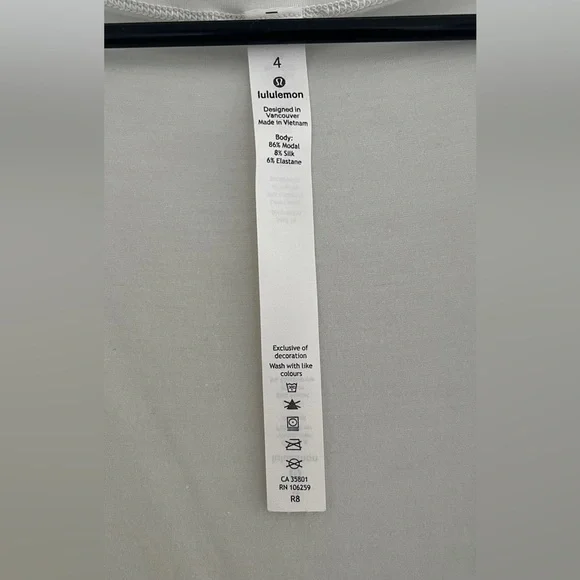 4
lululemon
Designed in
Vancouver
Made in Vietnam
Body:
86% Modal
8% Silk
6% Elastane
Exclusive of
decoration
Wash with like
colours
CA 35801
RN 106259
R8